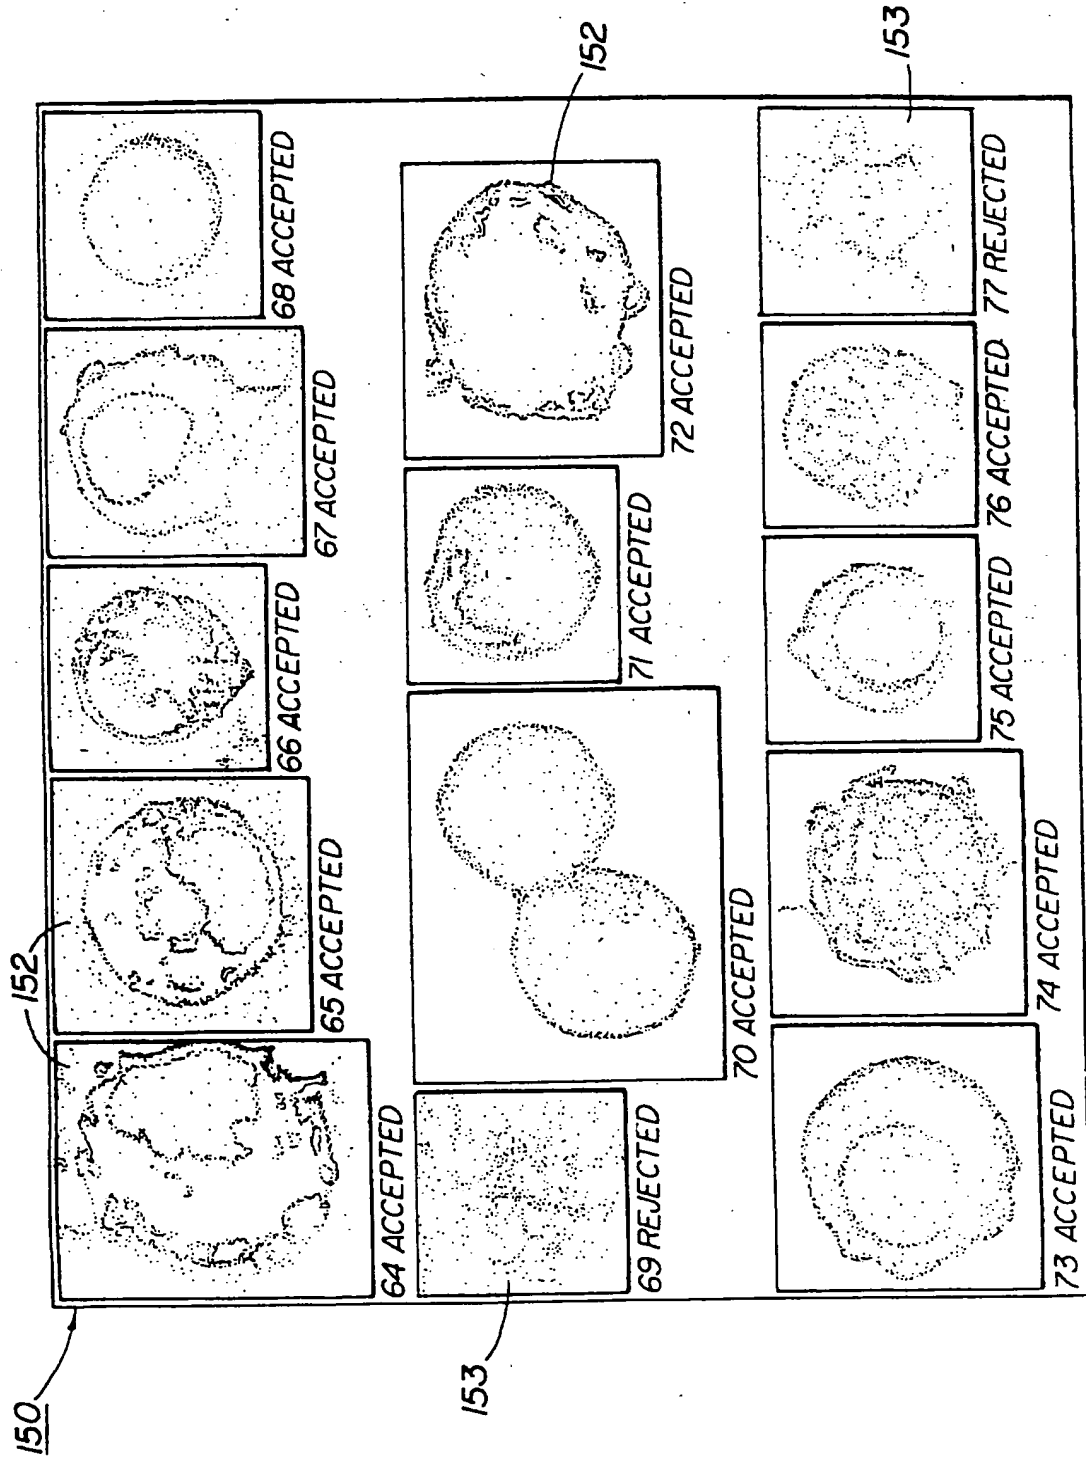 150
152
64 ACCEPTED
65 ACCEPTED
66 ACCEPTED
67 ACCEPTED
68 ACCEPTED
153
69 REJECTED
70 ACCEPTED
71 ACCEPTED
72 ACCEPTED
152
73 ACCEPTED
74 ACCEPTED
75 ACCEPTED
76 ACCEPTED
77 REJECTED
153